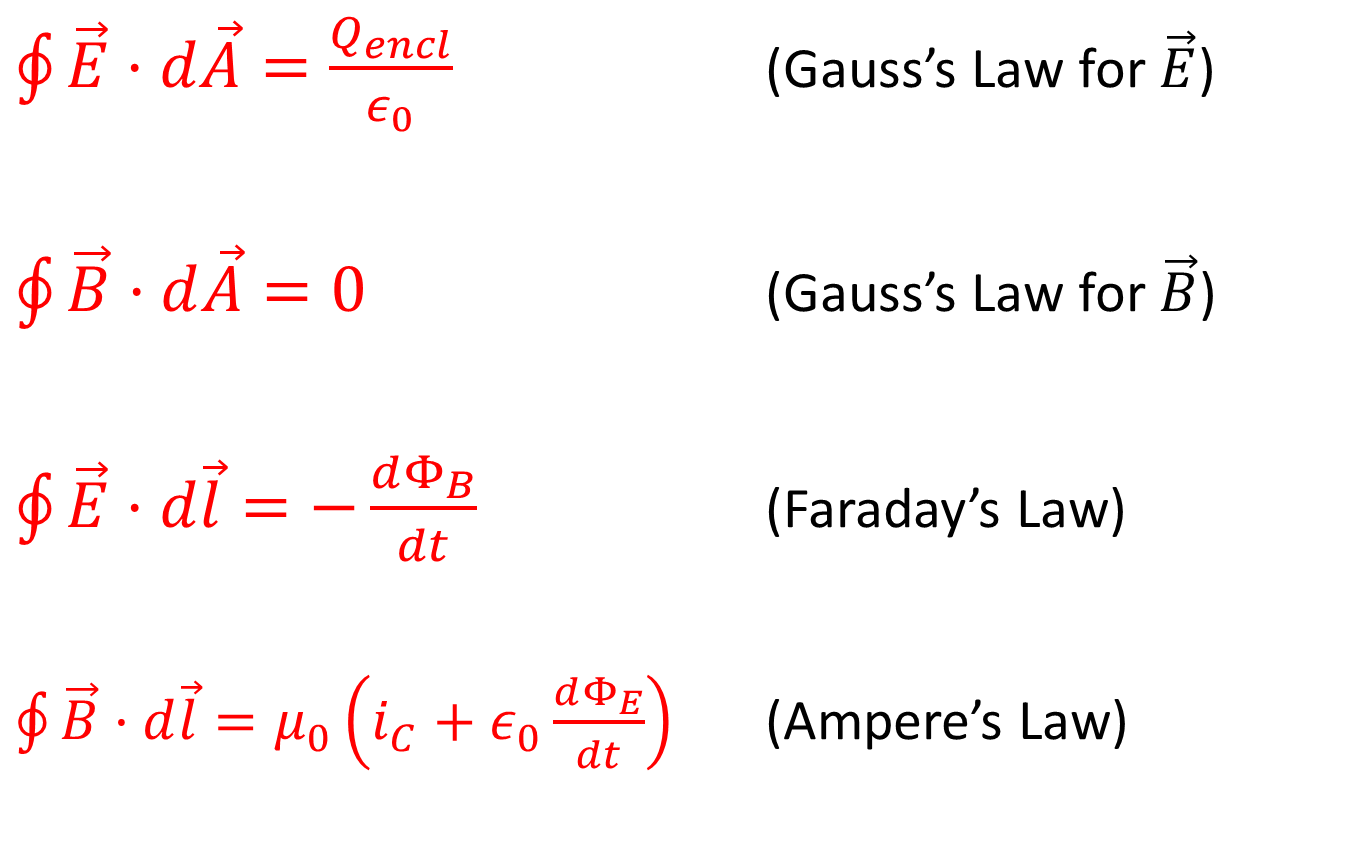 ∮ E⃗ · dA⃗ = Q_encl / ϵ₀ (Gauss’s Law for E⃗)
∮ B⃗ · dA⃗ = 0 (Gauss’s Law for B⃗)
∮ E⃗ · dl⃗ = − dΦ_B / dt (Faraday’s Law)
∮ B⃗ · dl⃗ = μ₀ (i_C + ϵ₀ dΦ_E / dt) (Ampere’s Law)